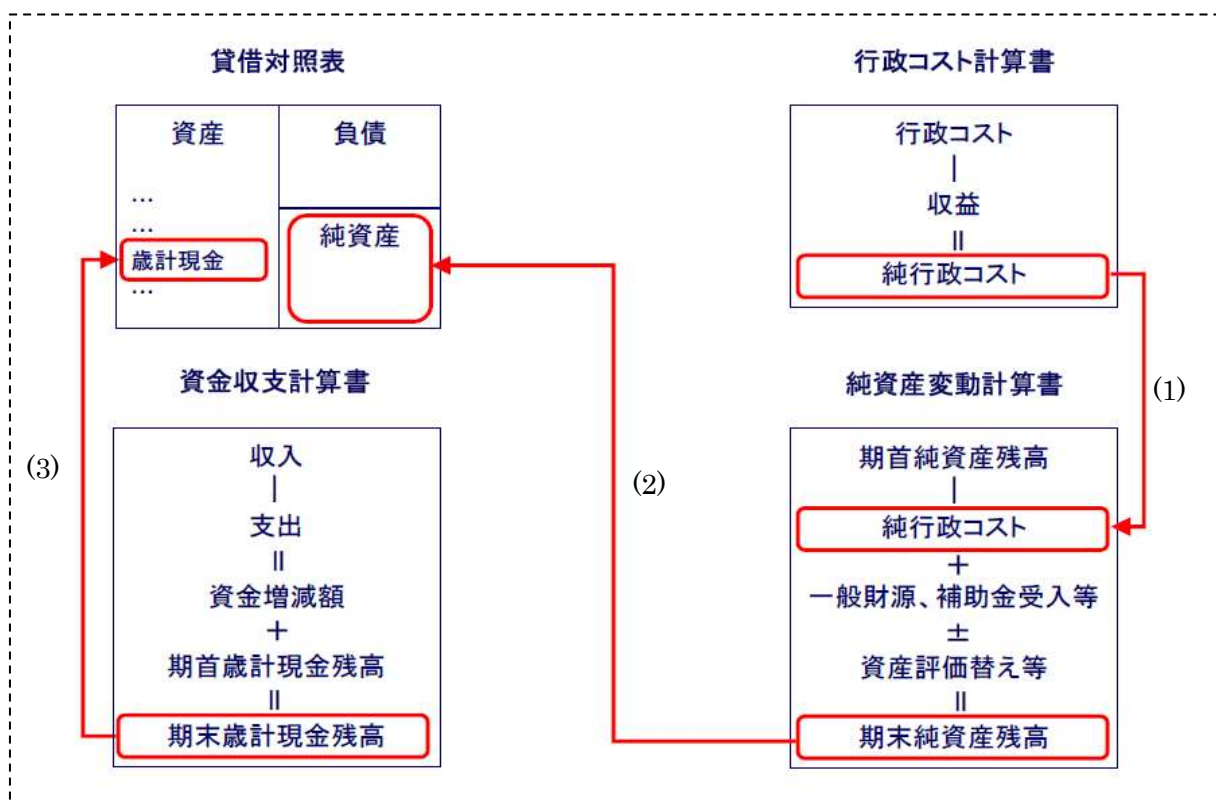 貸借対照表
資産
負債
…
…
歳計現金
…
純資産
行政コスト計算書
行政コスト
|
収益
||
純行政コスト
(1)
資金収支計算書
収入
|
支出
||
資金増減額
+
期首歳計現金残高
||
期末歳計現金残高
(3)
(2)
純資産変動計算書
期首純資産残高
|
純行政コスト
+
一般財源、補助金受入等
±
資産評価替え等
||
期末純資産残高